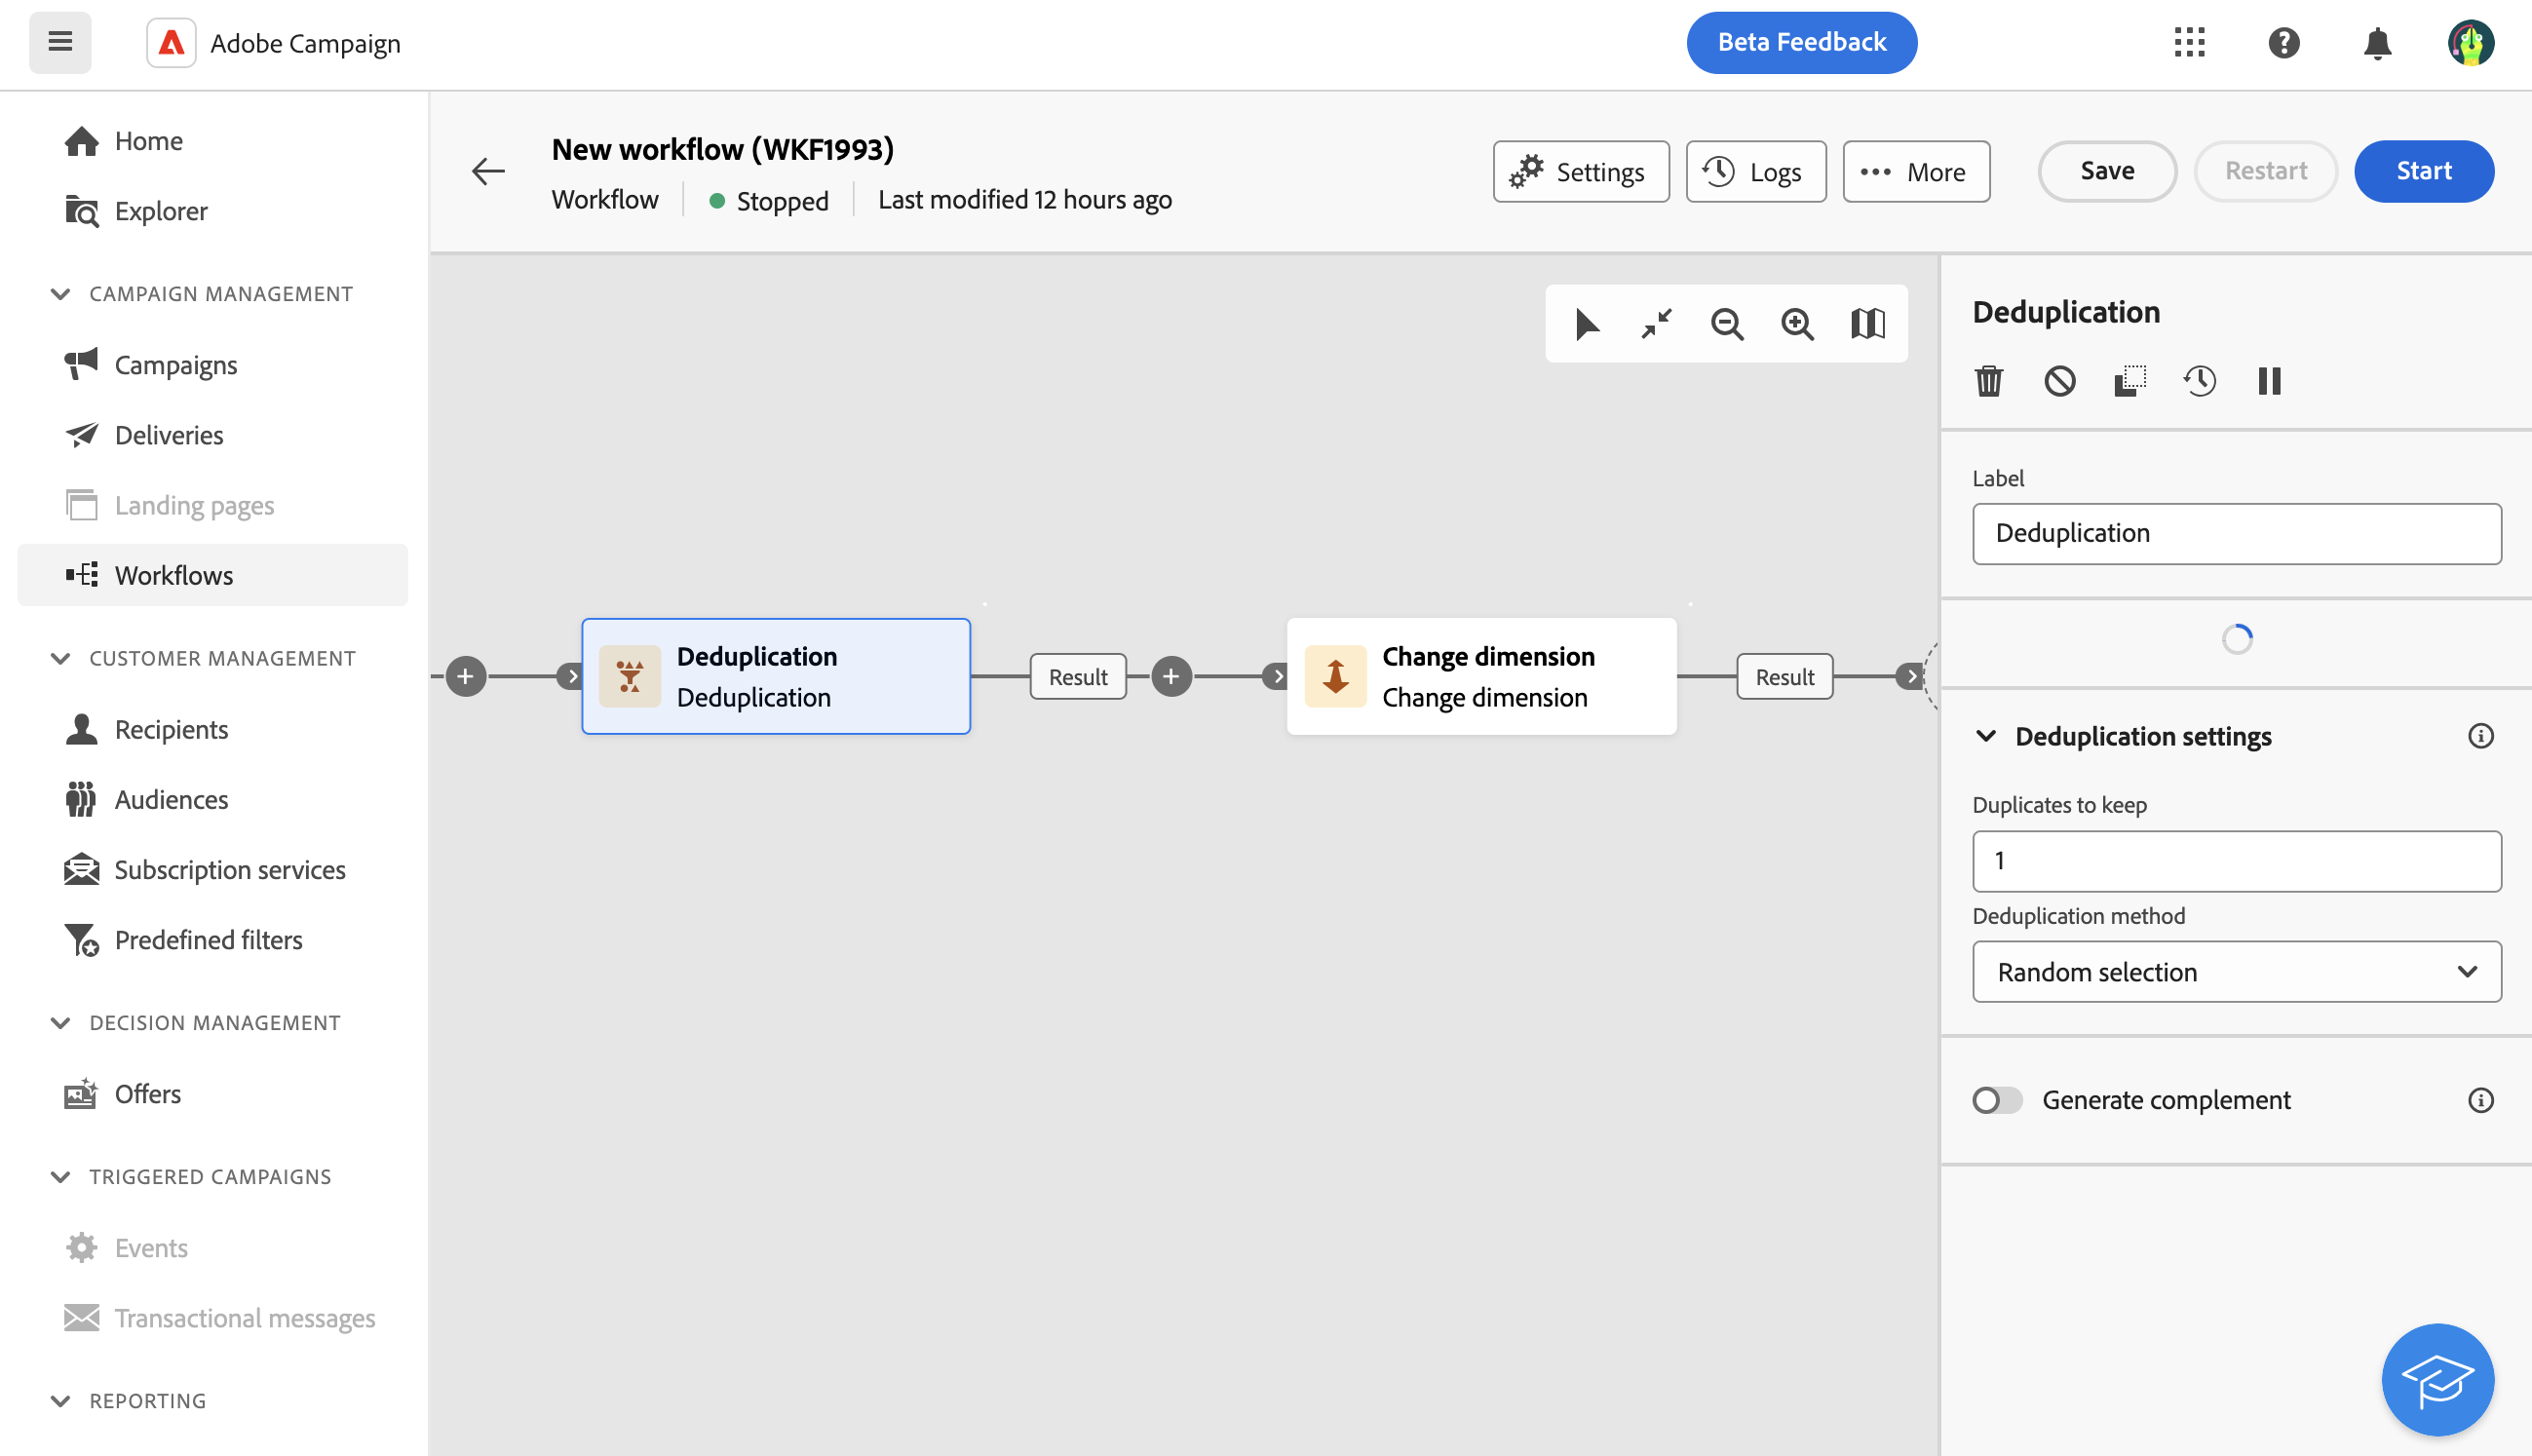 Adobe Campaign
Beta Feedback
Home
Explorer
CAMPAIGN MANAGEMENT
Campaigns
Deliveries
Landing pages
Workflows
CUSTOMER MANAGEMENT
Recipients
Audiences
Subscription services
Predefined filters
DECISION MANAGEMENT
Offers
TRIGGERED CAMPAIGNS
Events
Transactional messages
REPORTING
New workflow (WKF1993)
Workflow
Stopped
Last modified 12 hours ago
Settings
Logs
More
Save
Restart
Start
Deduplication
Deduplication
Result
Change dimension
Change dimension
Result
Deduplication
Label
Deduplication
Deduplication settings
Duplicates to keep
1
Deduplication method
Random selection
Generate complement